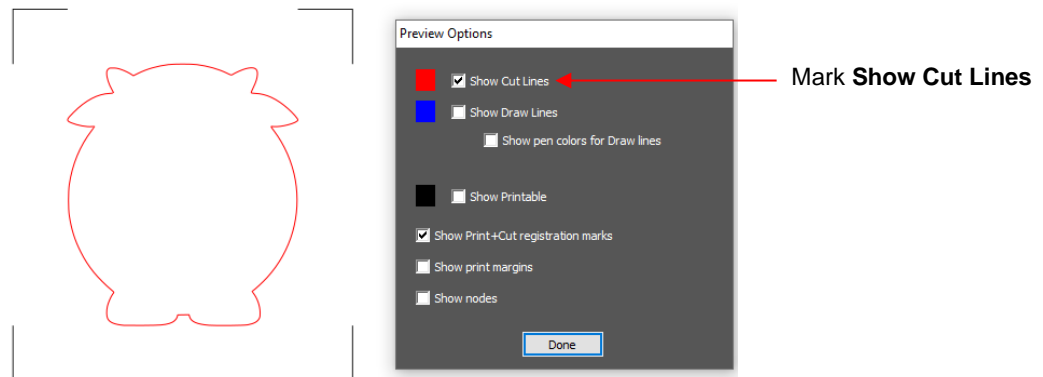 Preview Options
Show Cut Lines
Mark Show Cut Lines
Show Draw Lines
Show pen colors for Draw lines
Show Printable
Show Print+Cut registration marks
Show print margins
Show nodes
Done